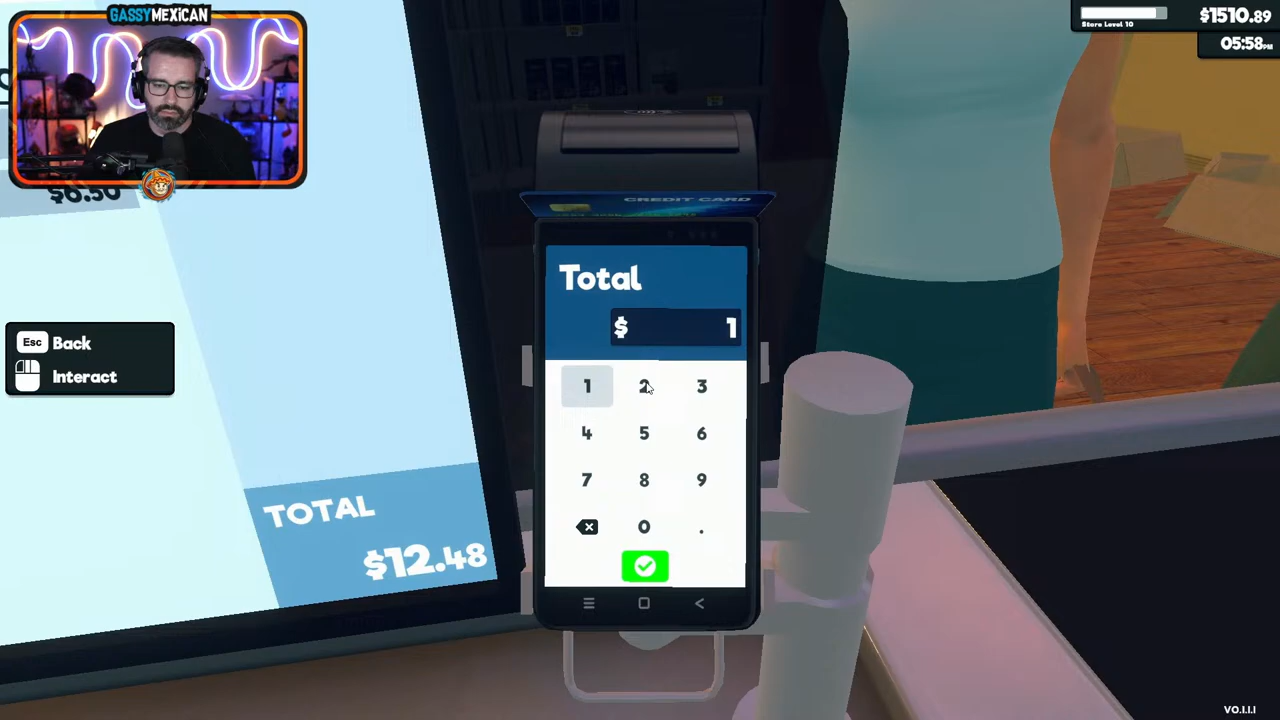 GASSYMEXICAN
Store Level 10
$1510.89
05:58PM
$6.50
Esc Back
Interact
CREDIT CARD
Total
$ 1
1 2 3
4 5 6
7 8 9
0 .
TOTAL
$12.48
V0.1.1.1